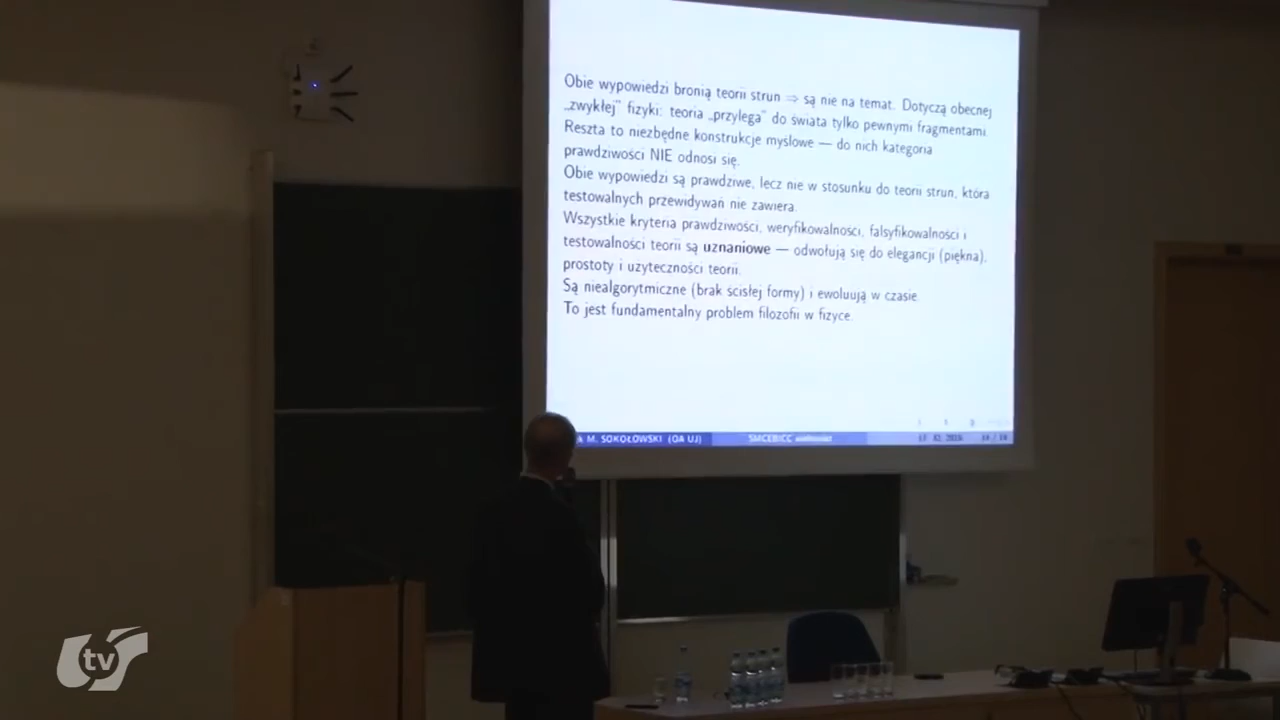 Obie wypowiedzi bronią teorii strun ⇒ są nie na temat. Dotyczą obecnej
„zwykłej" fizyki: teoria „przylega" do świata tylko pewnymi fragmentami.
Reszta to niezbędne konstrukcje myślowe — do nich kategoria
prawdziwości NIE odnosi się.
Obie wypowiedzi są prawdziwe, lecz nie w stosunku do teorii strun, która
testowalnych przewidywań nie zawiera.
Wszystkie kryteria prawdziwości, weryfikowalności, falsyfikowalności i
testowalności teorii są uznaniowe — odwołują się do elegancji (piękna),
prostoty i użyteczności teorii.
Są niealgorytmiczne (brak ścisłej formy) i ewoluują w czasie.
To jest fundamentalny problem filozofii w fizyce.
M. SOKOŁOWSKI (OA UJ)
tv